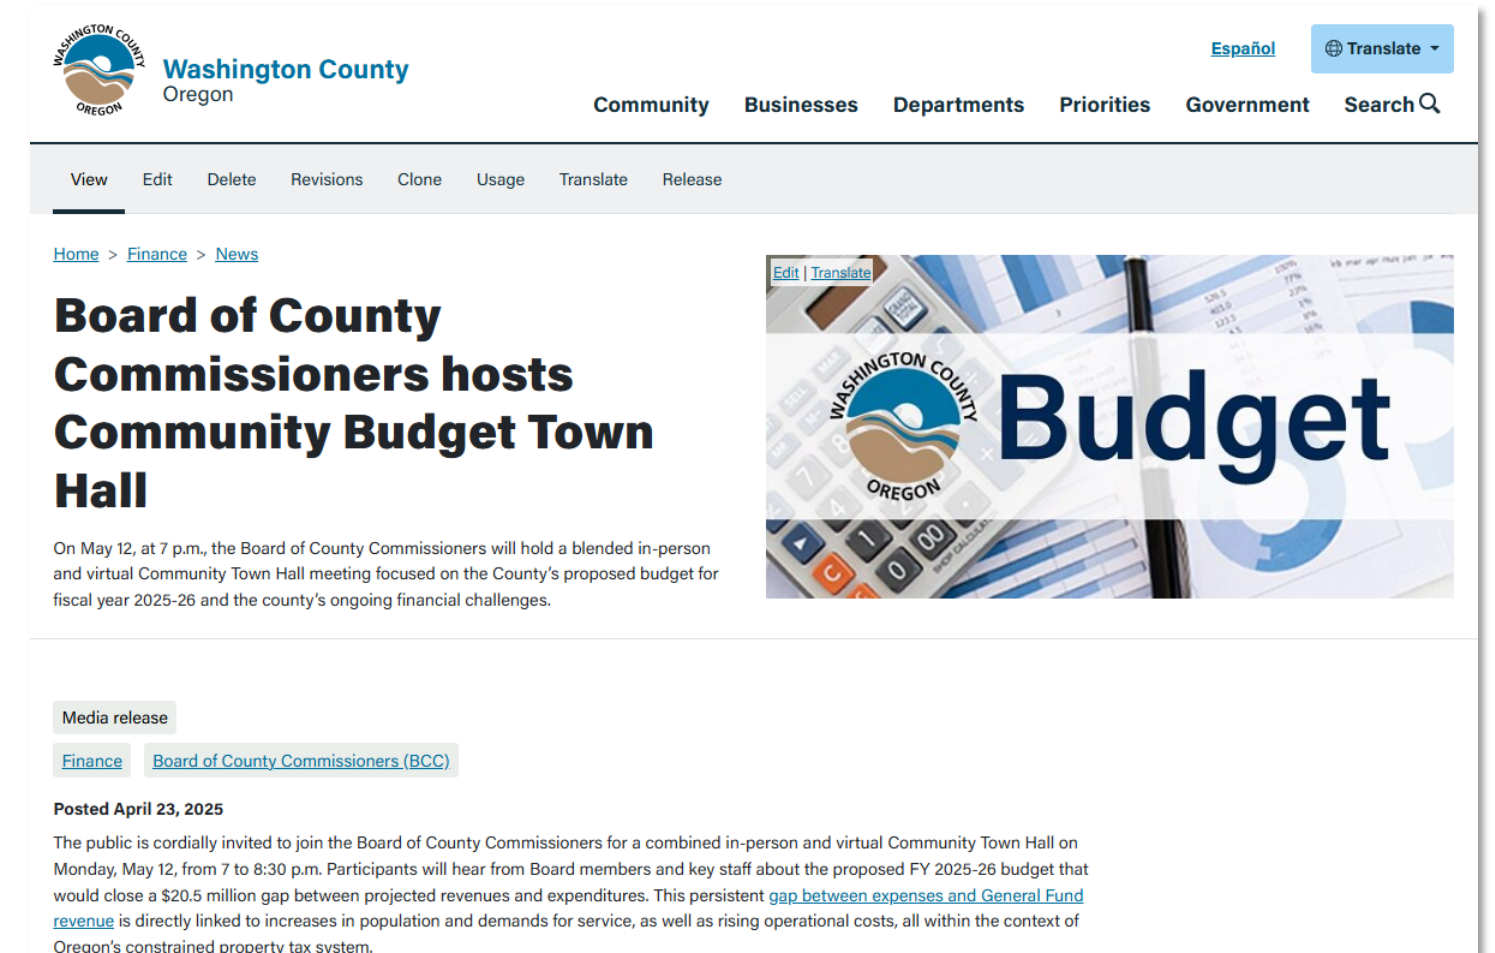 WASHINGTON COUNTY
OREGON
Washington County
Oregon
Español
Translate
Community Businesses Departments Priorities Government Search
View Edit Delete Revisions Clone Usage Translate Release
Home > Finance > News
Board of County
Commissioners hosts
Community Budget Town
Hall
On May 12, at 7 p.m., the Board of County Commissioners will hold a blended in-person
and virtual Community Town Hall meeting focused on the County's proposed budget for
fiscal year 2025-26 and the county's ongoing financial challenges.
Edit | Translate
GRAND TOTAL
WASHINGTON COUNTY
OREGON
Budget
Media release
Finance Board of County Commissioners (BCC)
Posted April 23, 2025
The public is cordially invited to join the Board of County Commissioners for a combined in-person and virtual Community Town Hall on
Monday, May 12, from 7 to 8:30 p.m. Participants will hear from Board members and key staff about the proposed FY 2025-26 budget that
would close a $20.5 million gap between projected revenues and expenditures. This persistent gap between expenses and General Fund
revenue is directly linked to increases in population and demands for service, as well as rising operational costs, all within the context of
Oregon's constrained property tax system.